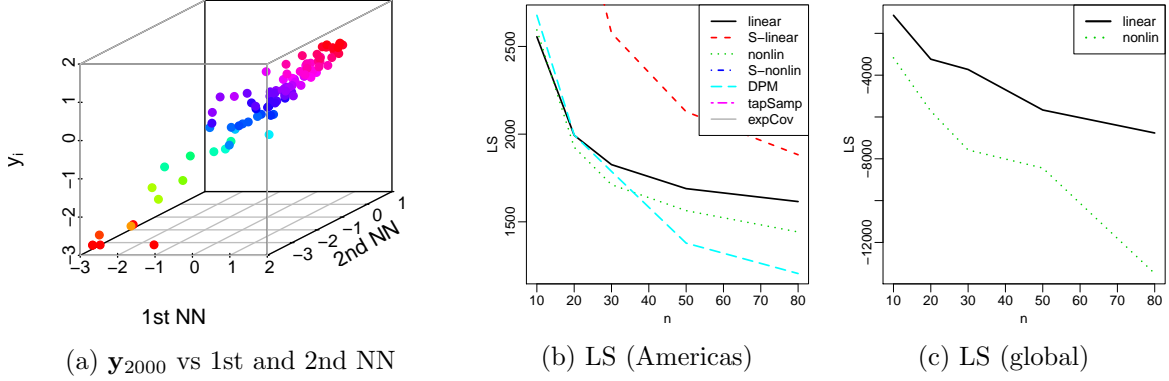 −3 −2 −1 0 1 2
−3 −2 −1 0 1 2
−3 −2 −1 0 1
1st NN
2nd NN
y_i
(a) y_2000 vs 1st and 2nd NN
linear
S−linear
nonlin
S−nonlin
DPM
tapSamp
expCov
1500 2000 2500
LS
10 20 30 40 50 60 70 80
n
(b) LS (Americas)
linear
nonlin
−12000 −8000 −4000
LS
10 20 30 40 50 60 70 80
n
(c) LS (global)